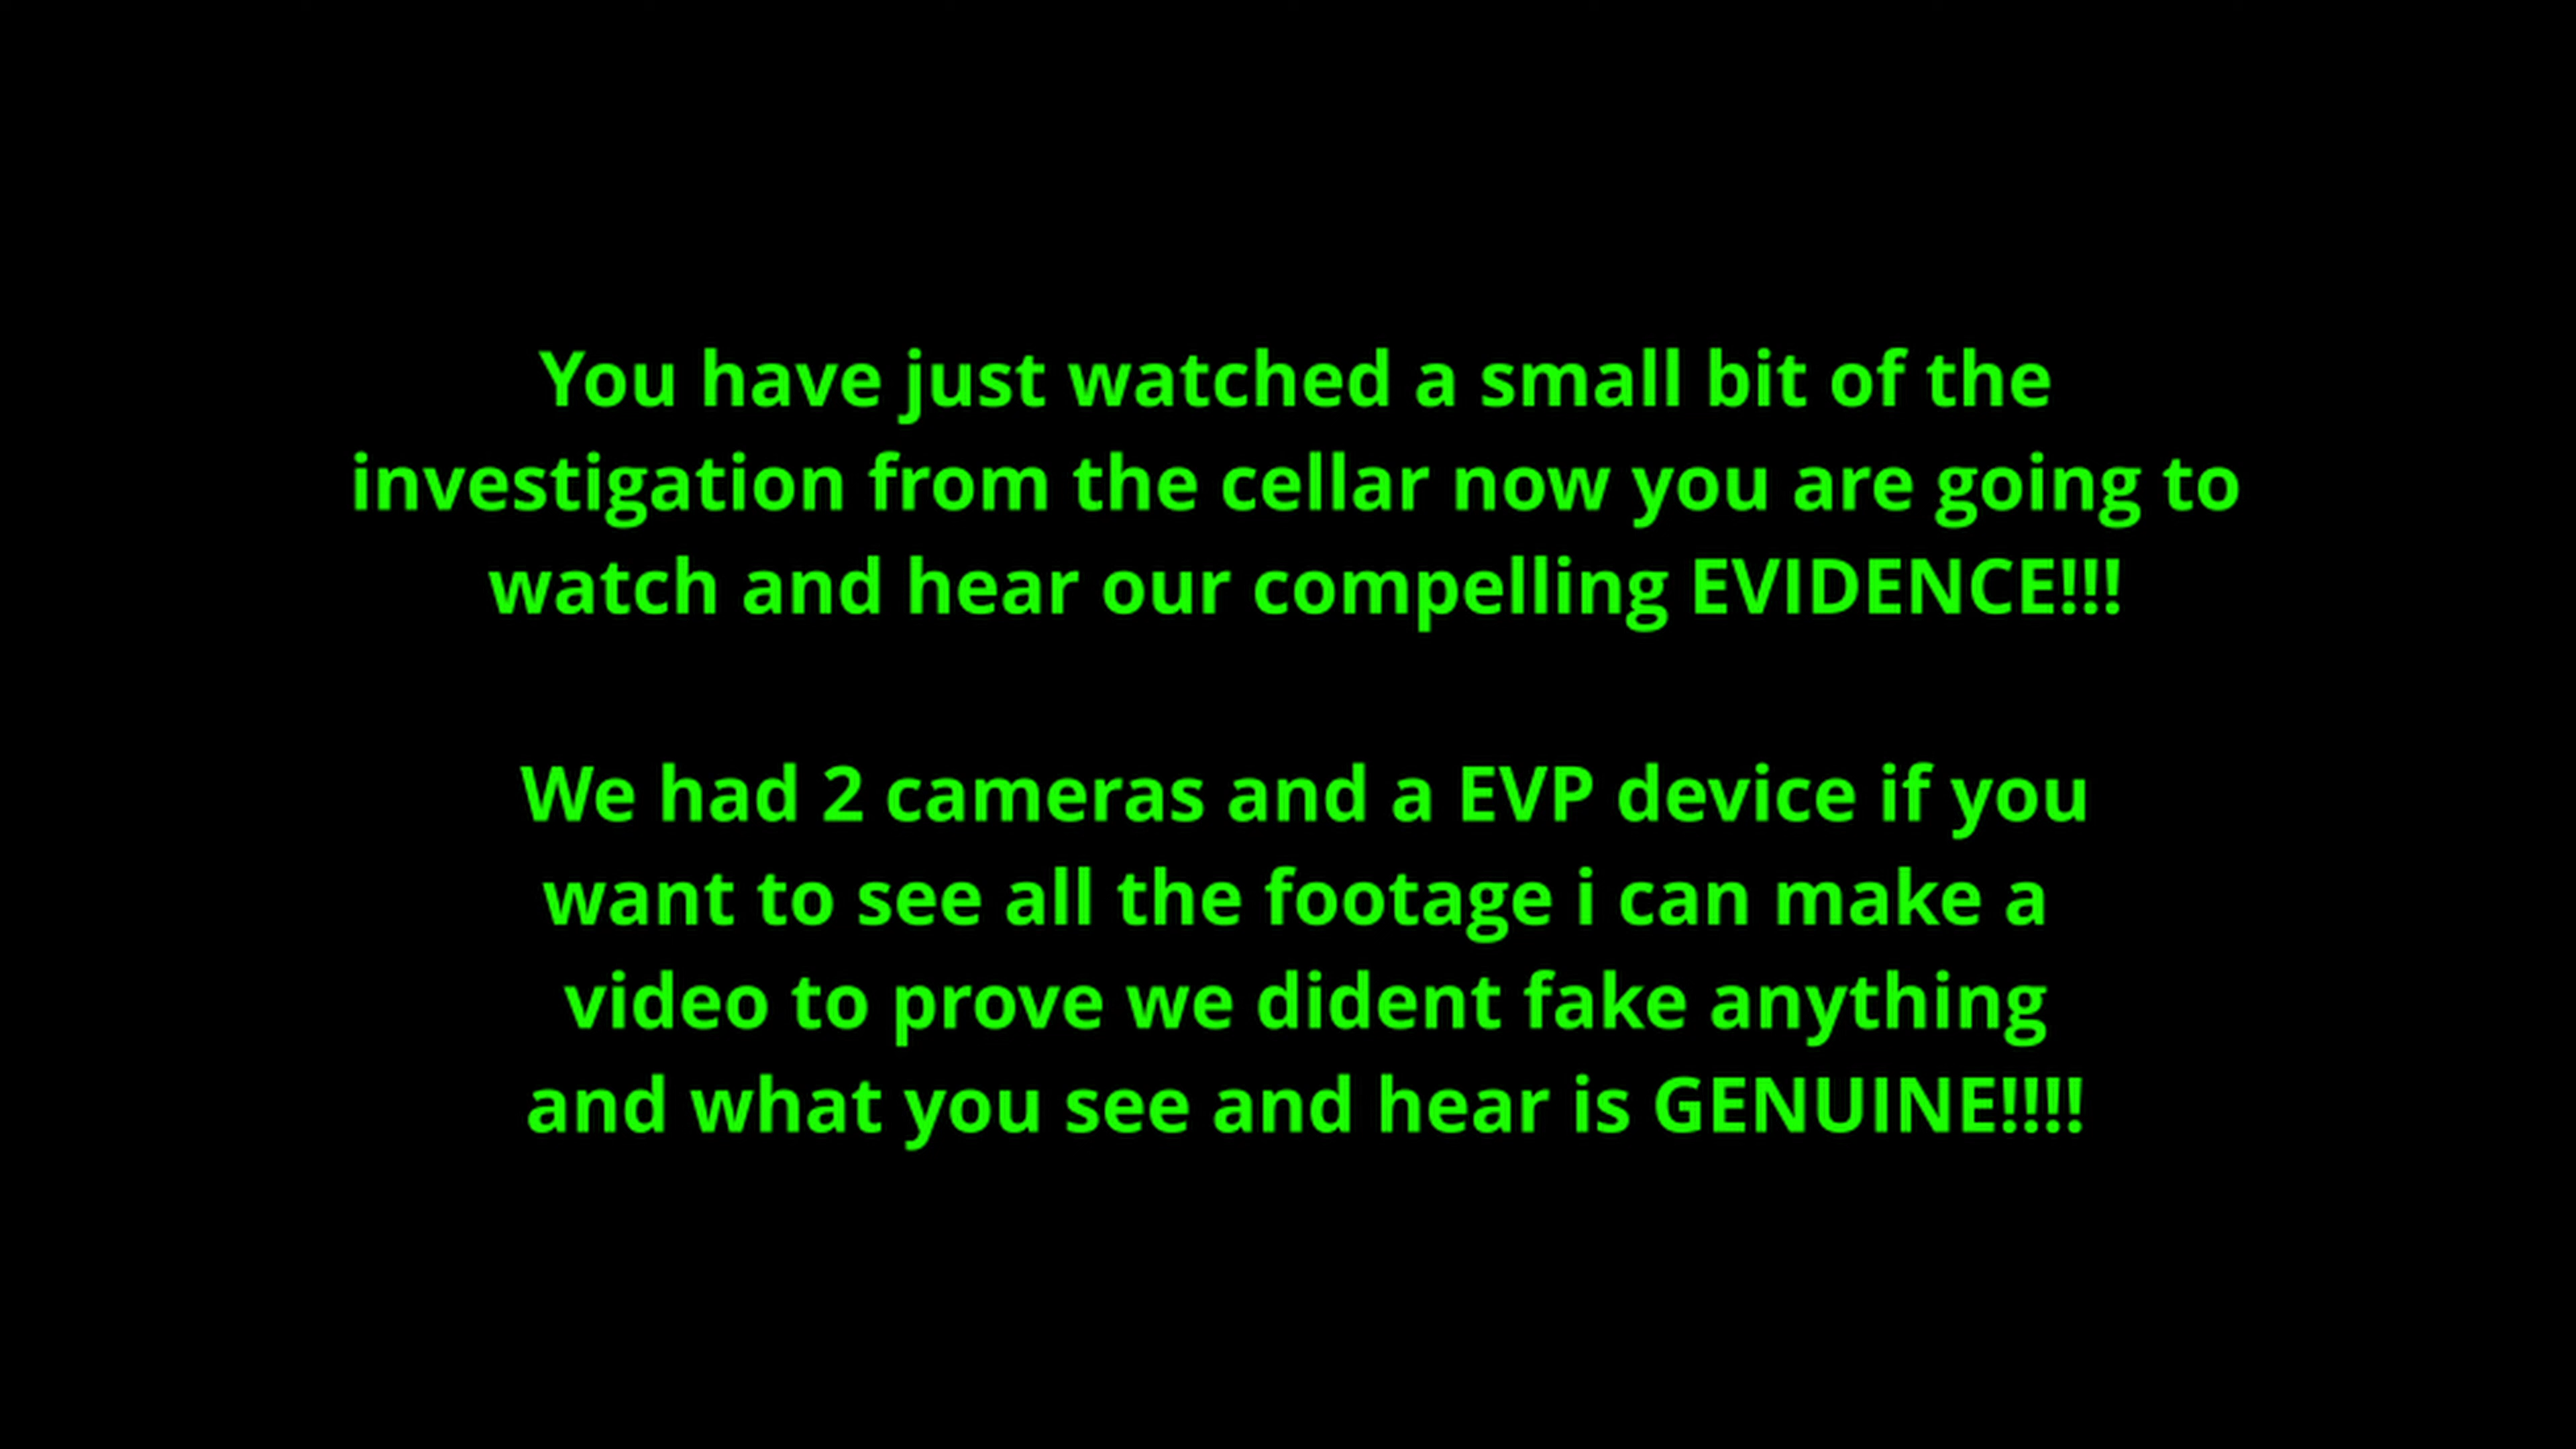 You have just watched a small bit of the
investigation from the cellar now you are going to
watch and hear our compelling EVIDENCE!!!
We had 2 cameras and a EVP device if you
want to see all the footage i can make a
video to prove we dident fake anything
and what you see and hear is GENUINE!!!!